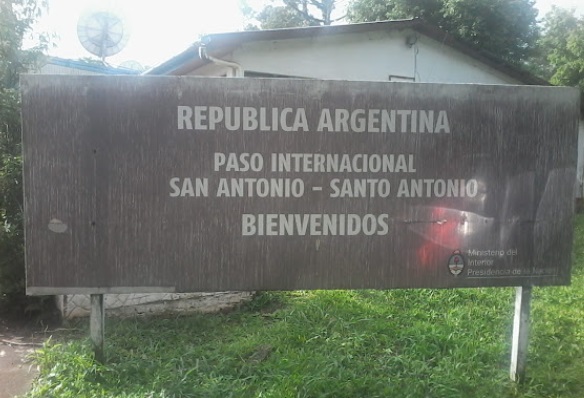 REPUBLICA ARGENTINA
PASO INTERNACIONAL
SAN ANTONIO - SANTO ANTONIO
BIENVENIDOS
Ministerio del
Interior
Presidencia de la Nación